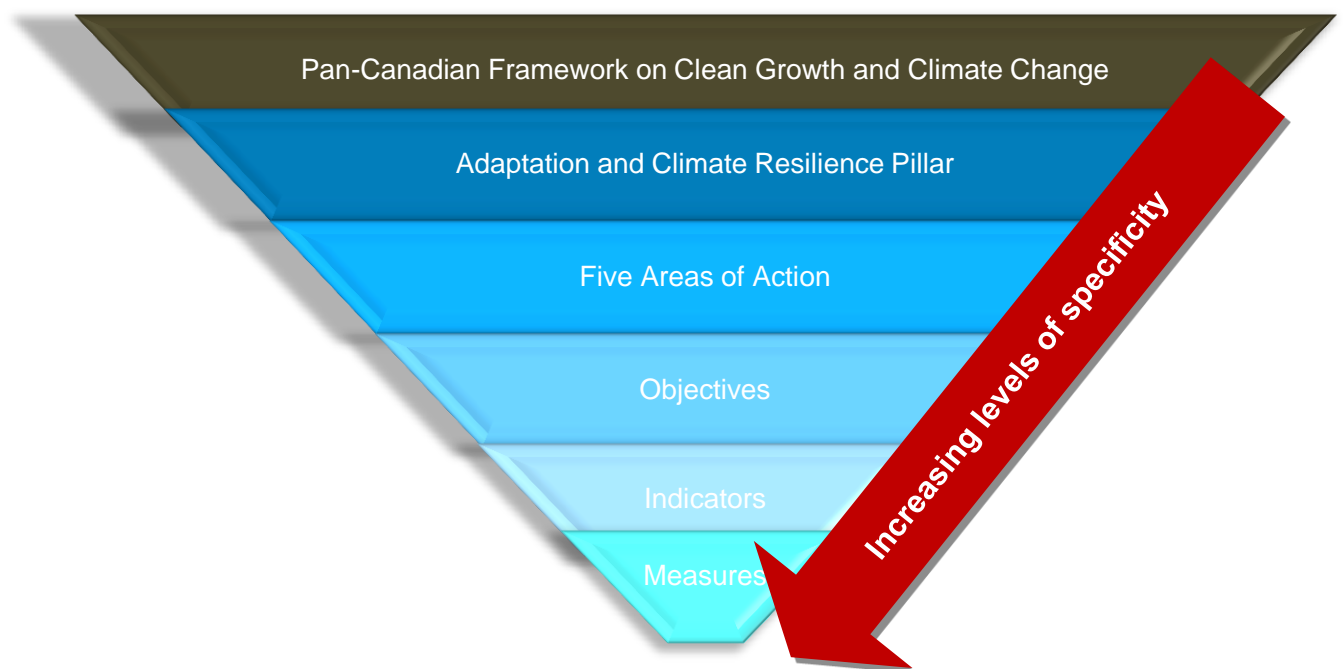 Pan-Canadian Framework on Clean Growth and Climate Change
Adaptation and Climate Resilience Pillar
Five Areas of Action
Objectives
Indicators
Measures
Increasing levels of specificity